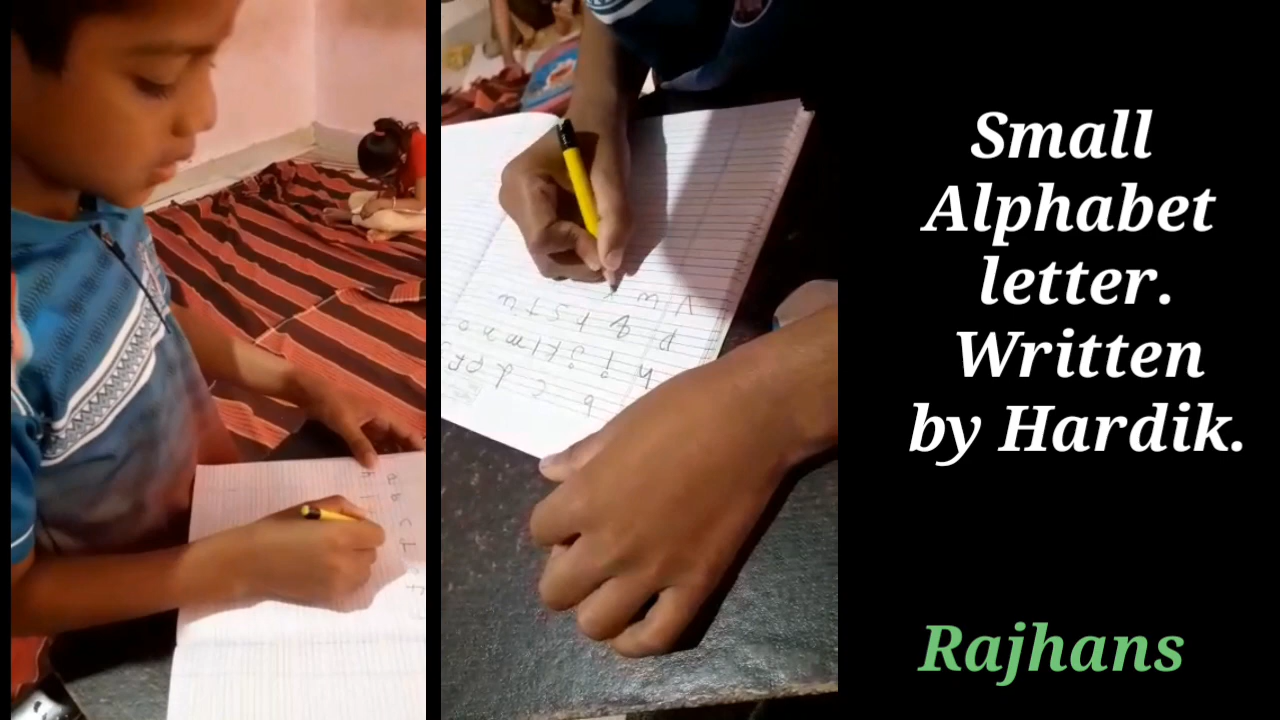 Small
Alphabet
letter.
Written
by Hardik.
Rajhans
a b c d
h i
b c d
h i j k l m n o
p q r s t u
v w x